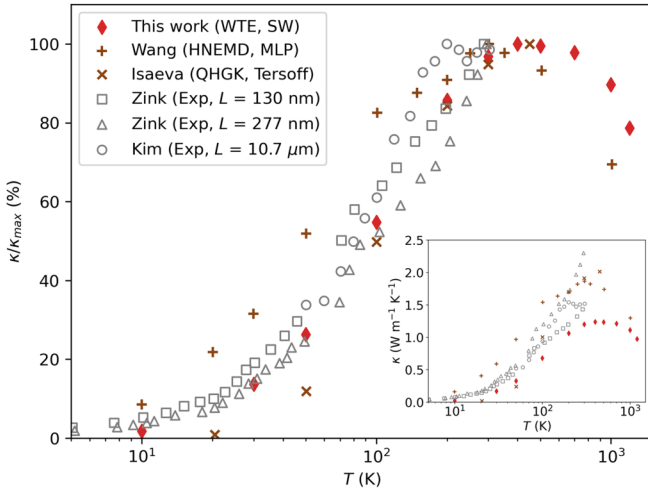 This work (WTE, SW)
Wang (HNEMD, MLP)
Isaeva (QHGK, Tersoff)
Zink (Exp, L = 130 nm)
Zink (Exp, L = 277 nm)
Kim (Exp, L = 10.7 μm)
100
80
60
40
20
0
κ/κmax (%)
10¹
10²
10³
T (K)
2.5
2.0
1.5
1.0
0.5
0.0
κ (W m⁻¹ K⁻¹)
10¹
10²
10³
T (K)